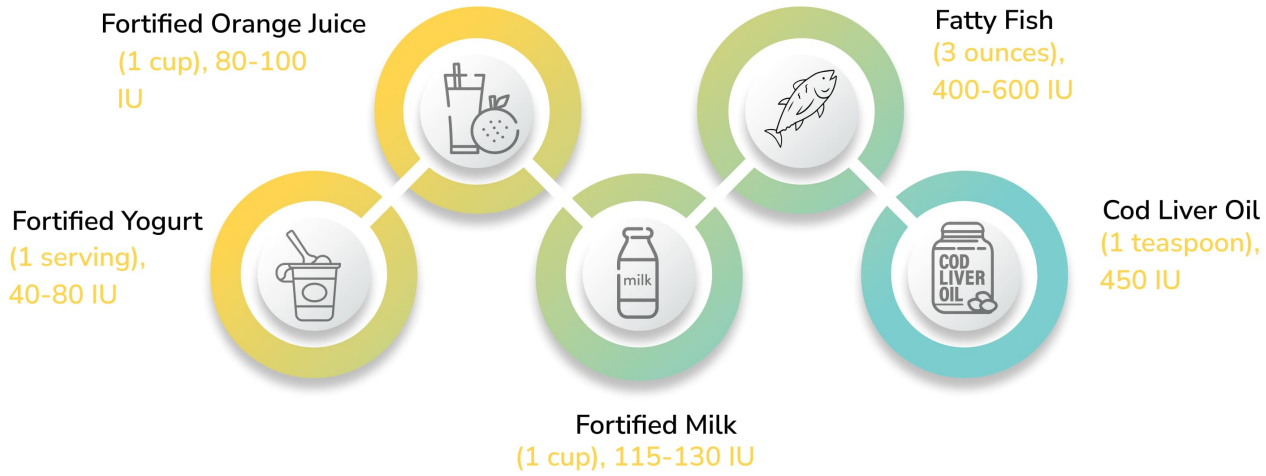 Fortified Orange Juice
(1 cup), 80-100
IU
Fatty Fish
(3 ounces),
400-600 IU
Fortified Yogurt
(1 serving),
40-80 IU
Cod Liver Oil
(1 teaspoon),
450 IU
milk
COD
LIVER
OIL
Fortified Milk
(1 cup), 115-130 IU